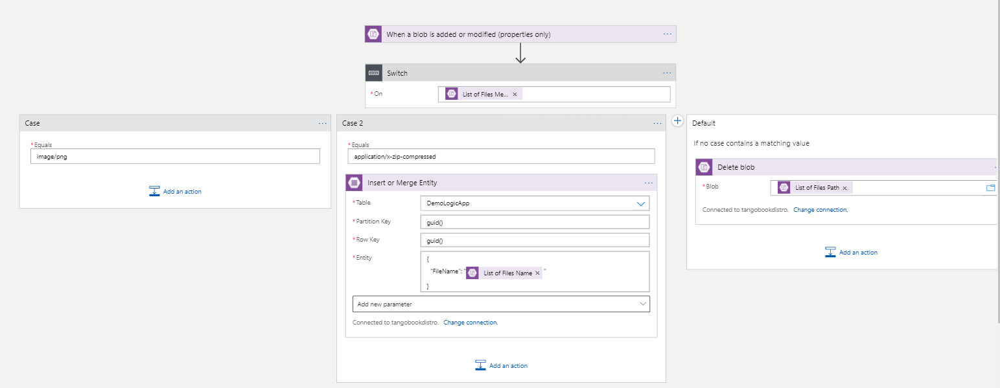 When a blob is added or modified (properties only)
Switch
* On
List of Files Me...
Case
* Equals
image/png
Add an action
Case 2
* Equals
application/x-zip-compressed
Insert or Merge Entity
* Table
DemoLogicApp
* Partition Key
guid()
* Row Key
guid()
* Entity
{
"FileName": " List of Files Name "
}
Add new parameter
Connected to tangobookdistro. Change connection.
Add an action
Default
If no case contains a matching value
Delete blob
* Blob
List of Files Path
Connected to tangobookdistro. Change connection.
Add an action